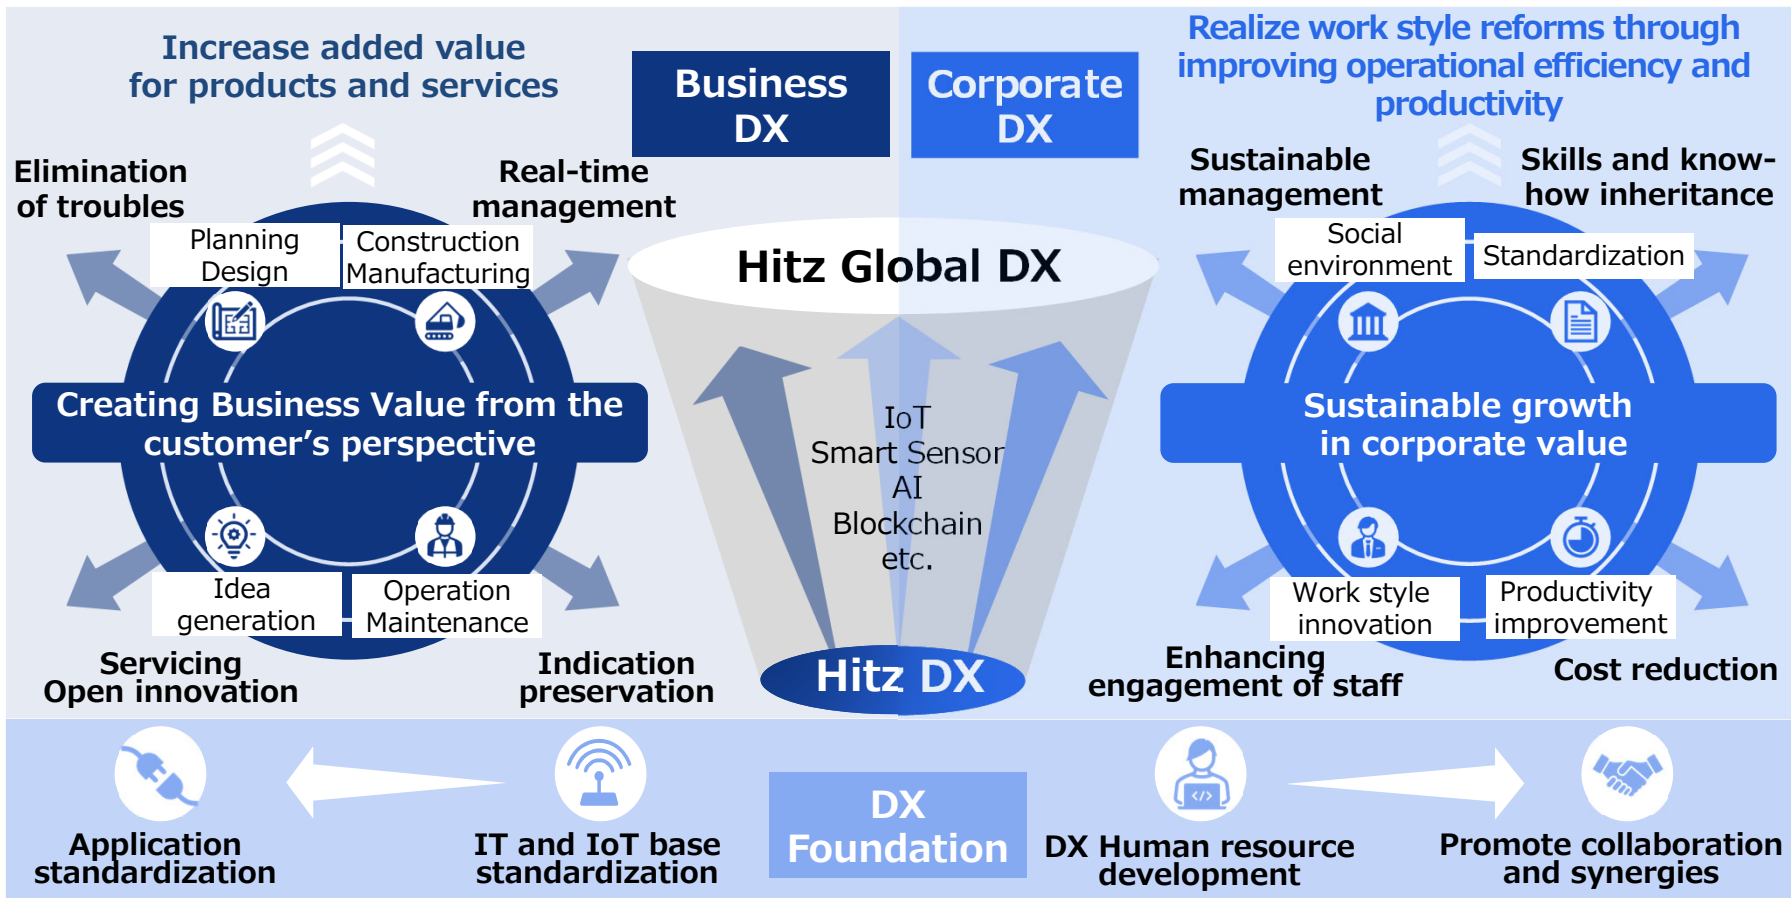 Increase added value
for products and services
Business
DX
Corporate
DX
Realize work style reforms through
improving operational efficiency and
productivity
Elimination
of troubles
Real-time
management
Planning
Design
Construction
Manufacturing
Creating Business Value from the
customer's perspective
Idea
generation
Operation
Maintenance
Servicing
Open innovation
Indication
preservation
Hitz Global DX
IoT
Smart Sensor
AI
Blockchain
etc.
Hitz DX
Sustainable
management
Skills and know-
how inheritance
Social
environment
Standardization
Sustainable growth
in corporate value
Work style
innovation
Productivity
improvement
Enhancing
engagement of staff
Cost reduction
Application
standardization
IT and IoT base
standardization
DX
Foundation
</> 
DX Human resource
development
Promote collaboration
and synergies